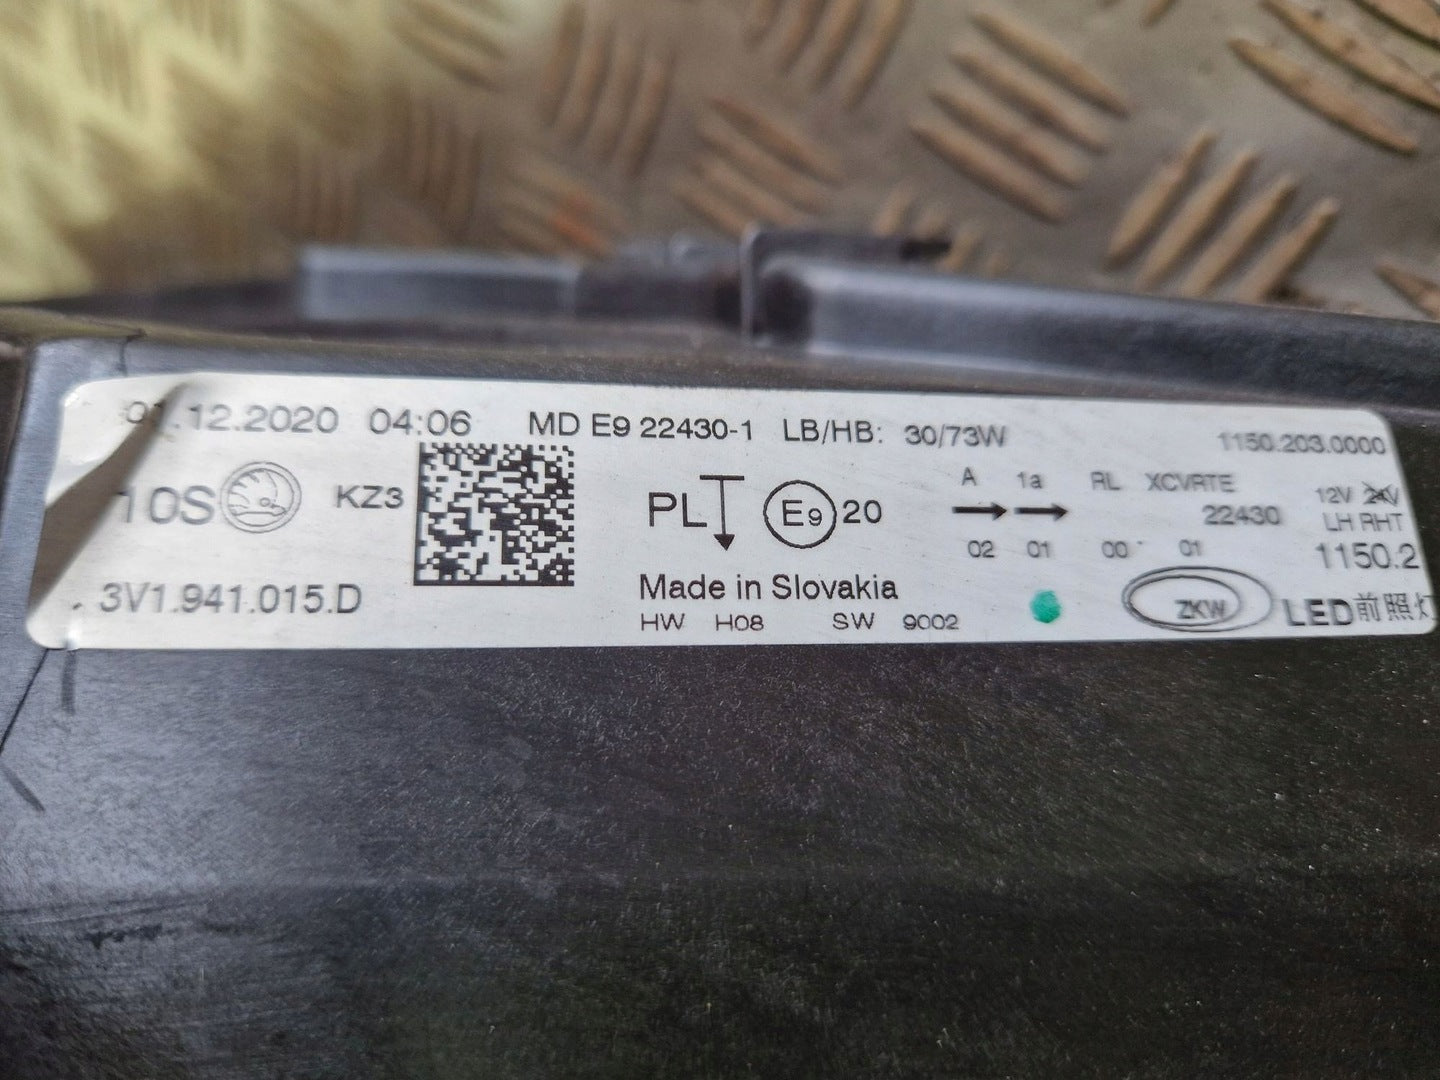 .12.2020 04:06 MD E9 22430-1 LB/HB: 30/73W 1150.203.0000
10S KZ3 PL E9 20 A 1a RL XCVRTE 12V 24V
22430 LH RHT
02 01 00 01 1150.2
3V1.941.015.D Made in Slovakia ZKW LED前照灯
HW H08 SW 9002